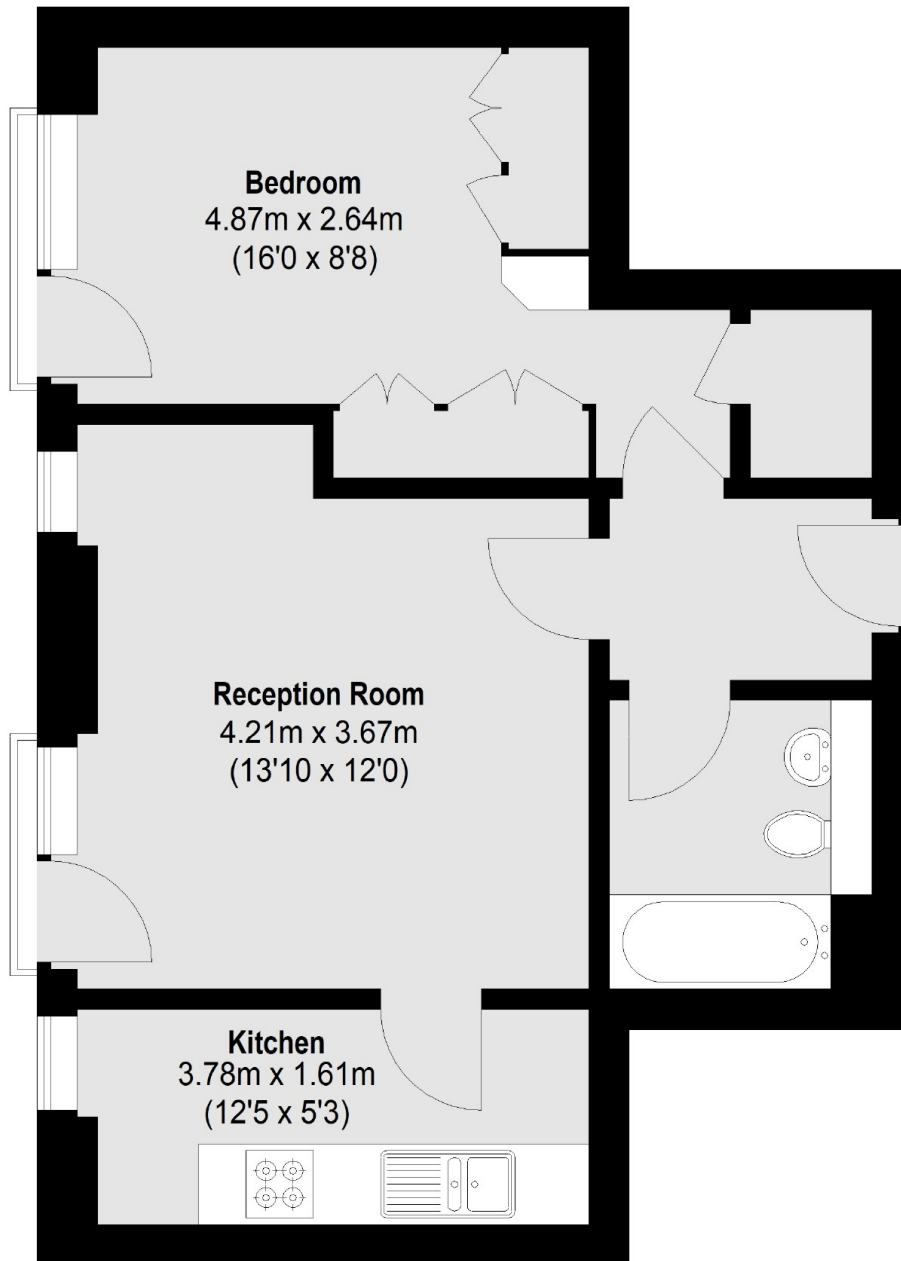 Bedroom
4.87m x 2.64m
(16'0 x 8'8)
Reception Room
4.21m x 3.67m
(13'10 x 12'0)
Kitchen
3.78m x 1.61m
(12'5 x 5'3)